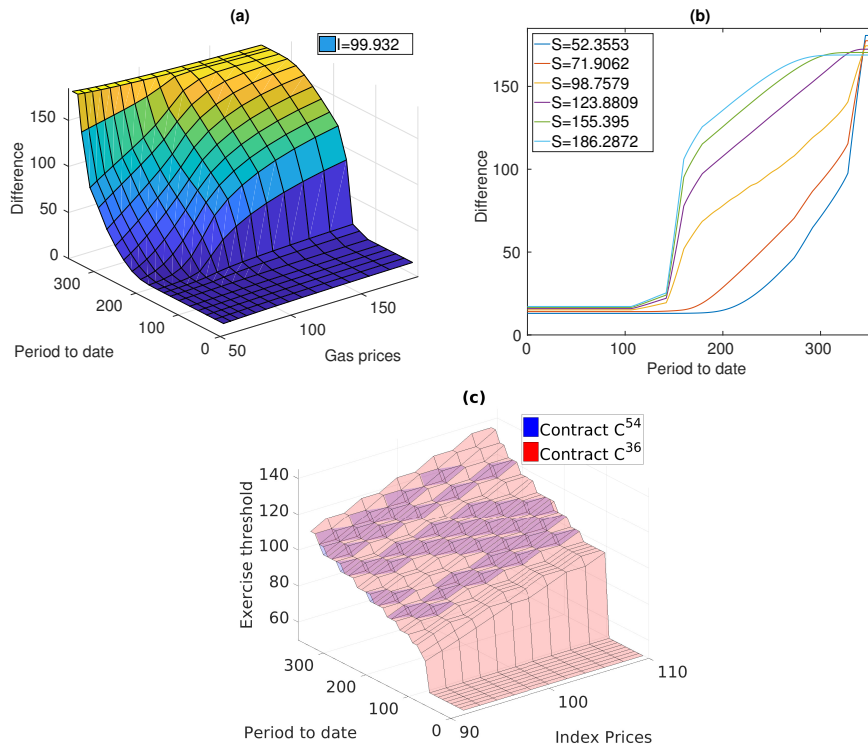 (a)
I=99.932
Difference
150
100
50
0
300
200
100
0
50
100
150
Period to date
Gas prices
(b)
S=52.3553
S=71.9062
S=98.7579
S=123.8809
S=155.395
S=186.2872
Difference
150
100
50
0
0
100
200
300
Period to date
(c)
Contract C^54
Contract C^36
Exercise threshold
140
120
100
80
60
300
200
100
0
90
100
110
Period to date
Index Prices